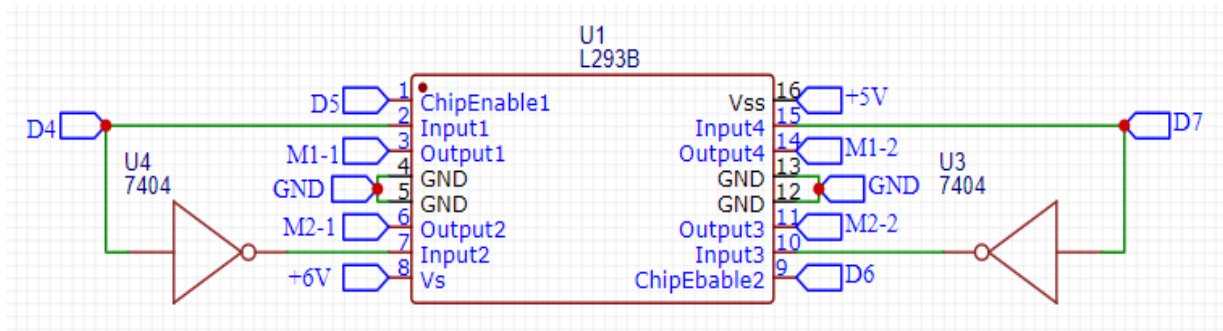 U1
L293B
D5
1
ChipEnable1
Vss
16
+5V
D4
2
Input1
Input4
15
D7
M1-1
3
Output1
Output4
14
M1-2
U4
7404
GND
4
GND
5
GND
GND
13
GND
12
GND
U3
7404
M2-1
6
Output2
Output3
11
M2-2
7
Input2
Input3
10
+6V
8
Vs
ChipEbable2
9
D6